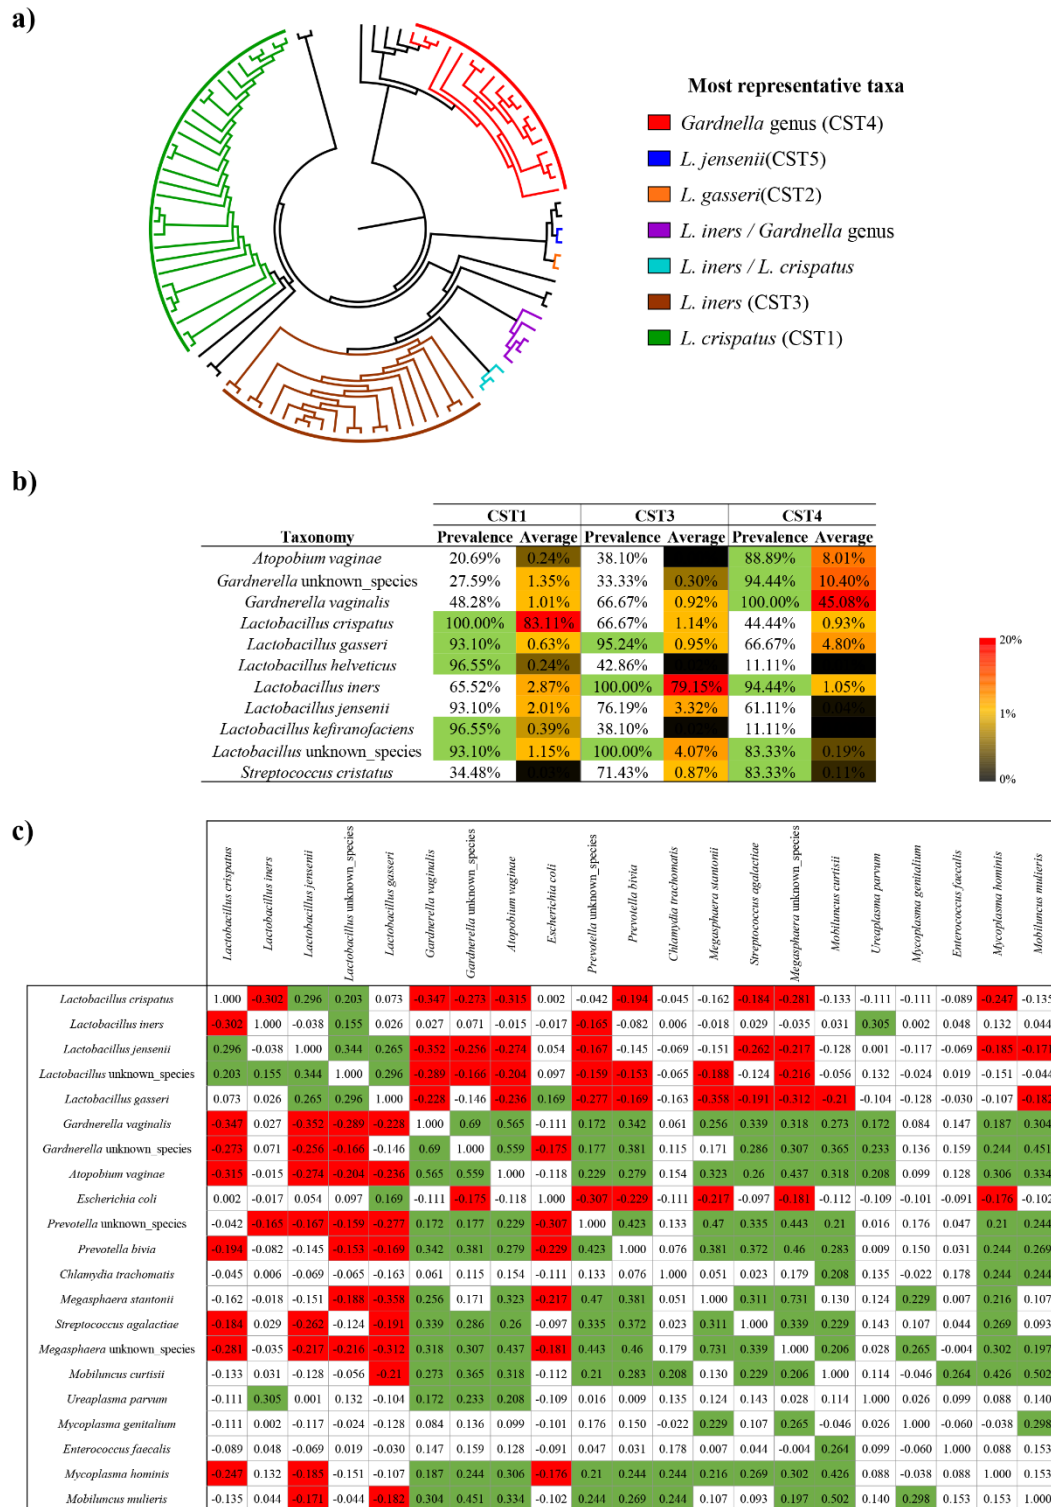 a)
Most representative taxa
Gardnella genus (CST4)
L. jensenii(CST5)
L. gasseri(CST2)
L. iners / Gardnella genus
L. iners / L. crispatus
L. iners (CST3)
L. crispatus (CST1)
b)
CST1 CST3 CST4
Taxonomy Prevalence Average Prevalence Average Prevalence Average
Atopobium vaginae 20.69% 0.24% 38.10% 88.89% 8.01%
Gardnerella unknown_species 27.59% 1.35% 33.33% 0.30% 94.44% 10.40%
Gardnerella vaginalis 48.28% 1.01% 66.67% 0.92% 100.00% 45.08%
Lactobacillus crispatus 100.00% 83.11% 66.67% 1.14% 44.44% 0.93%
Lactobacillus gasseri 93.10% 0.63% 95.24% 0.95% 66.67% 4.80%
Lactobacillus helveticus 96.55% 0.24% 42.86% 11.11%
Lactobacillus iners 65.52% 2.87% 100.00% 79.15% 94.44% 1.05%
Lactobacillus jensenii 93.10% 2.01% 76.19% 3.32% 61.11% 0.04%
Lactobacillus kefiranofaciens 96.55% 0.39% 38.10% 0.02% 11.11%
Lactobacillus unknown_species 93.10% 1.15% 100.00% 4.07% 83.33% 0.19%
Streptococcus cristatus 34.48% 71.43% 0.87% 83.33% 0.11%
20%
1%
0%
c)
Lactobacillus crispatus
Lactobacillus iners
Lactobacillus jensenii
Lactobacillus unknown_species
Lactobacillus gasseri
Gardnerella vaginalis
Gardnerella unknown_species
Atopobium vaginae
Escherichia coli
Prevotella unknown_species
Prevotella bivia
Chlamydia trachomatis
Megasphaera stantonii
Streptococcus agalactiae
Megasphaera unknown_species
Mobiluncus curtisii
Ureaplasma parvum
Mycoplasma genitalium
Enterococcus faecalis
Mycoplasma hominis
Mobiluncus mulieris
Lactobacillus crispatus 1.000 -0.302 0.296 0.203 0.073 -0.347 -0.273 -0.315 0.002 -0.042 -0.194 -0.045 -0.162 -0.184 -0.281 -0.133 -0.111 -0.111 -0.089 -0.247 -0.135
Lactobacillus iners -0.302 1.000 -0.038 0.155 0.026 0.027 0.071 -0.015 -0.017 -0.165 -0.082 0.006 -0.018 0.029 -0.035 0.031 0.305 0.002 0.048 0.132 0.044
Lactobacillus jensenii 0.296 -0.038 1.000 0.344 0.265 -0.352 -0.256 -0.274 0.054 -0.167 -0.145 -0.069 -0.151 -0.262 -0.217 -0.128 0.001 -0.117 -0.069 -0.185 -0.171
Lactobacillus unknown_species 0.203 0.155 0.344 1.000 0.296 -0.289 -0.166 -0.204 0.097 -0.159 -0.153 -0.065 -0.188 -0.124 -0.216 -0.056 0.132 -0.024 0.019 -0.151 -0.044
Lactobacillus gasseri 0.073 0.026 0.265 0.296 1.000 -0.228 -0.146 -0.236 0.169 -0.277 -0.169 -0.163 -0.358 -0.191 -0.312 -0.21 -0.104 -0.128 -0.030 -0.107 -0.182
Gardnerella vaginalis -0.347 0.027 -0.352 -0.289 -0.228 1.000 0.69 0.565 -0.111 0.172 0.342 0.061 0.256 0.339 0.318 0.273 0.172 0.084 0.147 0.187 0.304
Gardnerella unknown_species -0.273 0.071 -0.256 -0.166 -0.146 0.69 1.000 0.559 -0.175 0.177 0.381 0.115 0.171 0.286 0.307 0.365 0.233 0.136 0.159 0.244 0.451
Atopobium vaginae -0.315 -0.015 -0.274 -0.204 -0.236 0.565 0.559 1.000 -0.118 0.229 0.279 0.154 0.323 0.26 0.437 0.318 0.208 0.099 0.128 0.306 0.334
Escherichia coli 0.002 -0.017 0.054 0.097 0.169 -0.111 -0.175 -0.118 1.000 -0.307 -0.229 -0.111 -0.217 -0.097 -0.181 -0.112 -0.109 -0.101 -0.091 -0.176 -0.102
Prevotella unknown_species -0.042 -0.165 -0.167 -0.159 -0.277 0.172 0.177 0.229 -0.307 1.000 0.423 0.133 0.47 0.335 0.443 0.21 0.016 0.176 0.047 0.21 0.244
Prevotella bivia -0.194 -0.082 -0.145 -0.153 -0.169 0.342 0.381 0.279 -0.229 0.423 1.000 0.076 0.381 0.372 0.46 0.283 0.009 0.150 0.031 0.244 0.269
Chlamydia trachomatis -0.045 0.006 -0.069 -0.065 -0.163 0.061 0.115 0.154 -0.111 0.133 0.076 1.000 0.051 0.023 0.179 0.208 0.135 -0.022 0.178 0.244 0.244
Megasphaera stantonii -0.162 -0.018 -0.151 -0.188 -0.358 0.256 0.171 0.323 -0.217 0.47 0.381 0.051 1.000 0.311 0.731 0.130 0.124 0.229 0.007 0.216 0.107
Streptococcus agalactiae -0.184 0.029 -0.262 -0.124 -0.191 0.339 0.286 0.26 -0.097 0.335 0.372 0.023 0.311 1.000 0.339 0.229 0.143 0.107 0.044 0.269 0.093
Megasphaera unknown_species -0.281 -0.035 -0.217 -0.216 -0.312 0.318 0.307 0.437 -0.181 0.443 0.46 0.179 0.731 0.339 1.000 0.206 0.028 0.265 -0.004 0.302 0.197
Mobiluncus curtisii -0.133 0.031 -0.128 -0.056 -0.21 0.273 0.365 0.318 -0.112 0.21 0.283 0.208 0.130 0.229 0.206 1.000 0.114 -0.046 0.264 0.426 0.502
Ureaplasma parvum -0.111 0.305 0.001 0.132 -0.104 0.172 0.233 0.208 -0.109 0.016 0.009 0.135 0.124 0.143 0.028 0.114 1.000 0.026 0.099 0.088 0.140
Mycoplasma genitalium -0.111 0.002 -0.117 -0.024 -0.128 0.084 0.136 0.099 -0.101 0.176 0.150 -0.022 0.229 0.107 0.265 -0.046 0.026 1.000 -0.060 -0.038 0.298
Enterococcus faecalis -0.089 0.048 -0.069 0.019 -0.030 0.147 0.159 0.128 -0.091 0.047 0.031 0.178 0.007 0.044 -0.004 0.264 0.099 -0.060 1.000 0.088 0.153
Mycoplasma hominis -0.247 0.132 -0.185 -0.151 -0.107 0.187 0.244 0.306 -0.176 0.21 0.244 0.244 0.216 0.269 0.302 0.426 0.088 -0.038 0.088 1.000 0.153
Mobiluncus mulieris -0.135 0.044 -0.171 -0.044 -0.182 0.304 0.451 0.334 -0.102 0.244 0.269 0.244 0.107 0.093 0.197 0.502 0.140 0.298 0.153 0.153 1.000